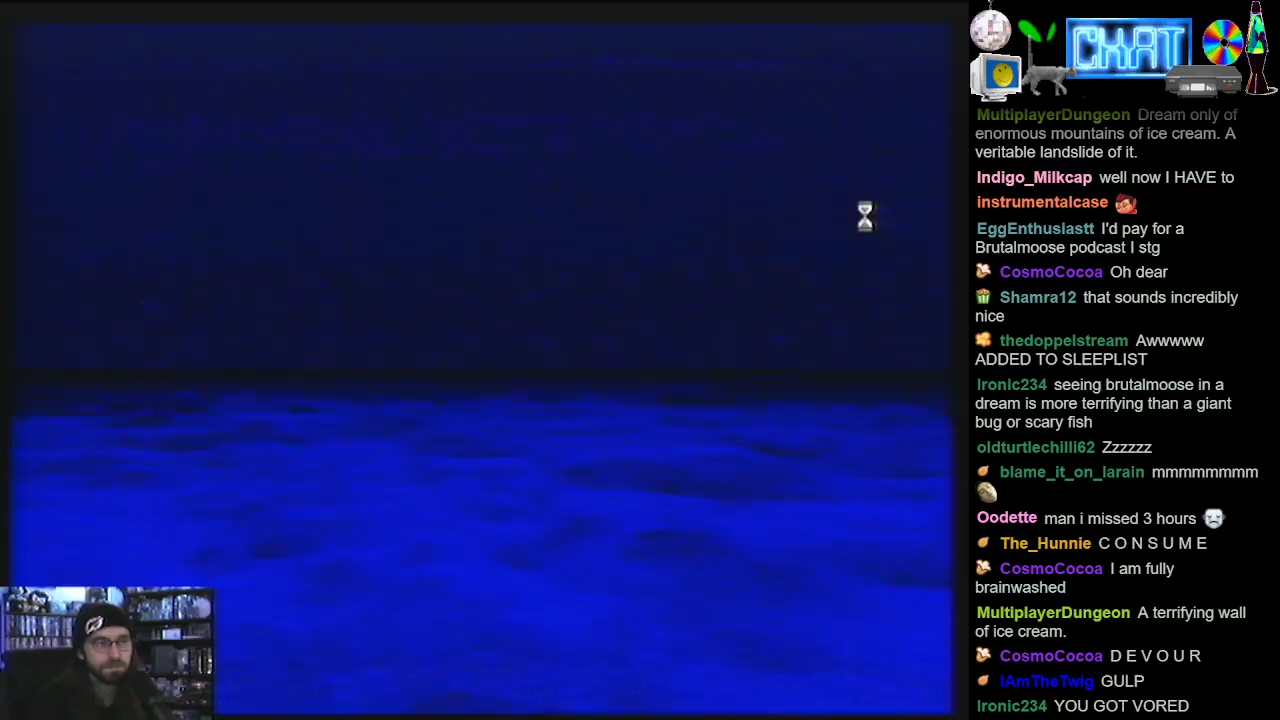 CHAT
MultiplayerDungeon Dream only of
enormous mountains of ice cream. A
veritable landslide of it.
Indigo_Milkcap well now I HAVE to
instrumentalcase
EggEnthusiastt I'd pay for a
Brutalmoose podcast I stg
CosmoCocoa Oh dear
Shamra12 that sounds incredibly
nice
thedoppelstream Awwwww
ADDED TO SLEEPLIST
Ironic234 seeing brutalmoose in a
dream is more terrifying than a giant
bug or scary fish
oldturtlechilli62 Zzzzzz
blame_it_on_larain mmmmmmmm
Oodette man i missed 3 hours
The_Hunnie C O N S U M E
CosmoCocoa I am fully
brainwashed
MultiplayerDungeon A terrifying wall
of ice cream.
CosmoCocoa D E V O U R
IAmTheTwig GULP
Ironic234 YOU GOT VORED